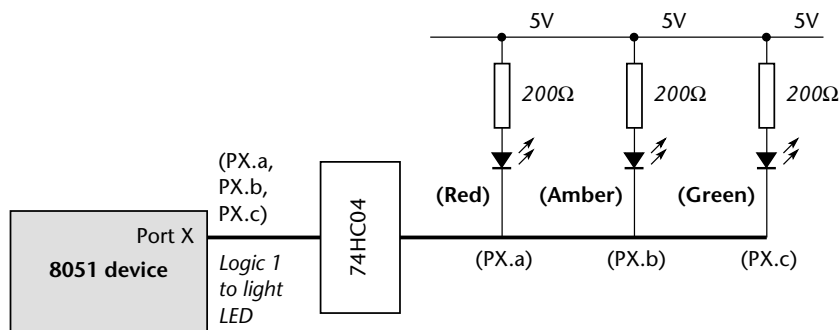 5V 5V 5V
200Ω 200Ω 200Ω
(PX.a,
PX.b,
PX.c)
(Red) (Amber) (Green)
Port X
8051 device
Logic 1
to light
LED
74HC04
(PX.a) (PX.b) (PX.c)